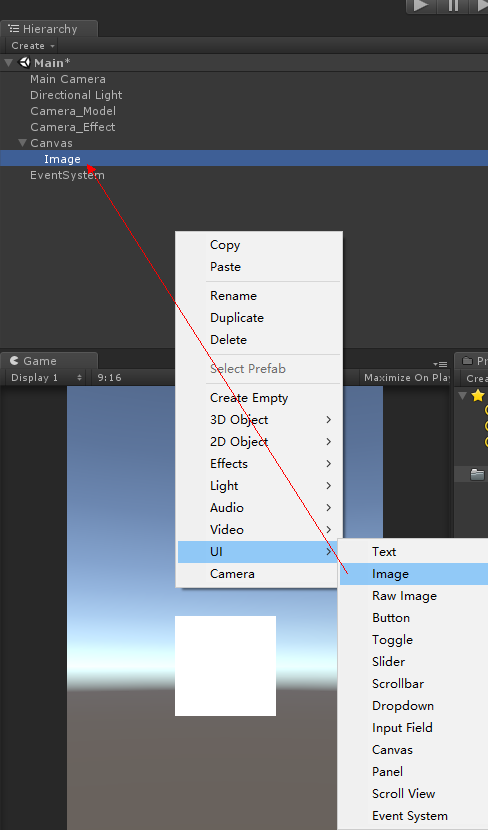 Hierarchy
Create
Main*
Main Camera
Directional Light
Camera_Model
Camera_Effect
Canvas
Image
EventSystem
Copy
Paste
Rename
Duplicate
Delete
Select Prefab
Create Empty
3D Object
2D Object
Effects
Light
Audio
Video
UI
Camera
Game
Display 1
9:16
Maximize On Play
Pr
Crea
Text
Image
Raw Image
Button
Toggle
Slider
Scrollbar
Dropdown
Input Field
Canvas
Panel
Scroll View
Event System